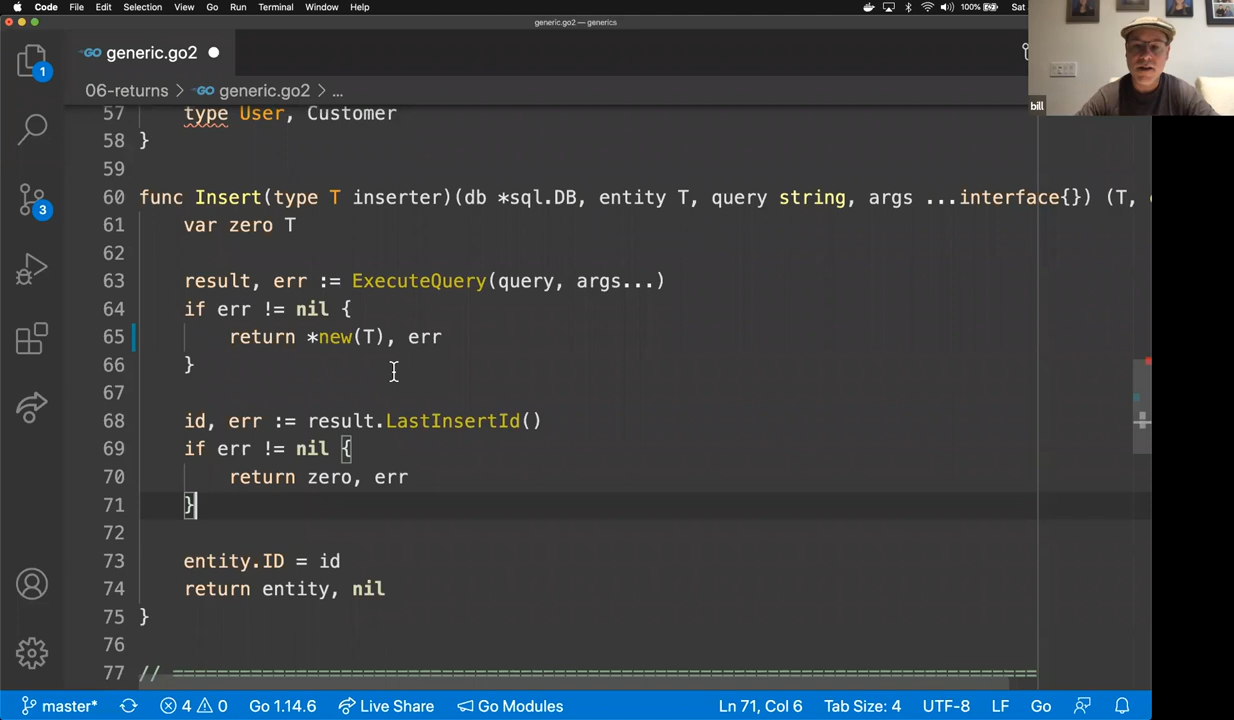 Code File Edit Selection View Go Run Terminal Window Help 100% Sat
generic.go2 — generics
GO generic.go2
06-returns > GO generic.go2 > ...
57 type User, Customer
58 }
59
60 func Insert(type T inserter)(db *sql.DB, entity T, query string, args ...interface{}) (T,
61 var zero T
62
63 result, err := ExecuteQuery(query, args...)
64 if err != nil {
65 return *new(T), err
66 }
67
68 id, err := result.LastInsertId()
69 if err != nil {
70 return zero, err
71 }
72
73 entity.ID = id
74 return entity, nil
75 }
76
77 // =============================================================================
1
3
bill
master* 4 0 Go 1.14.6 Live Share Go Modules Ln 71, Col 6 Tab Size: 4 UTF-8 LF Go